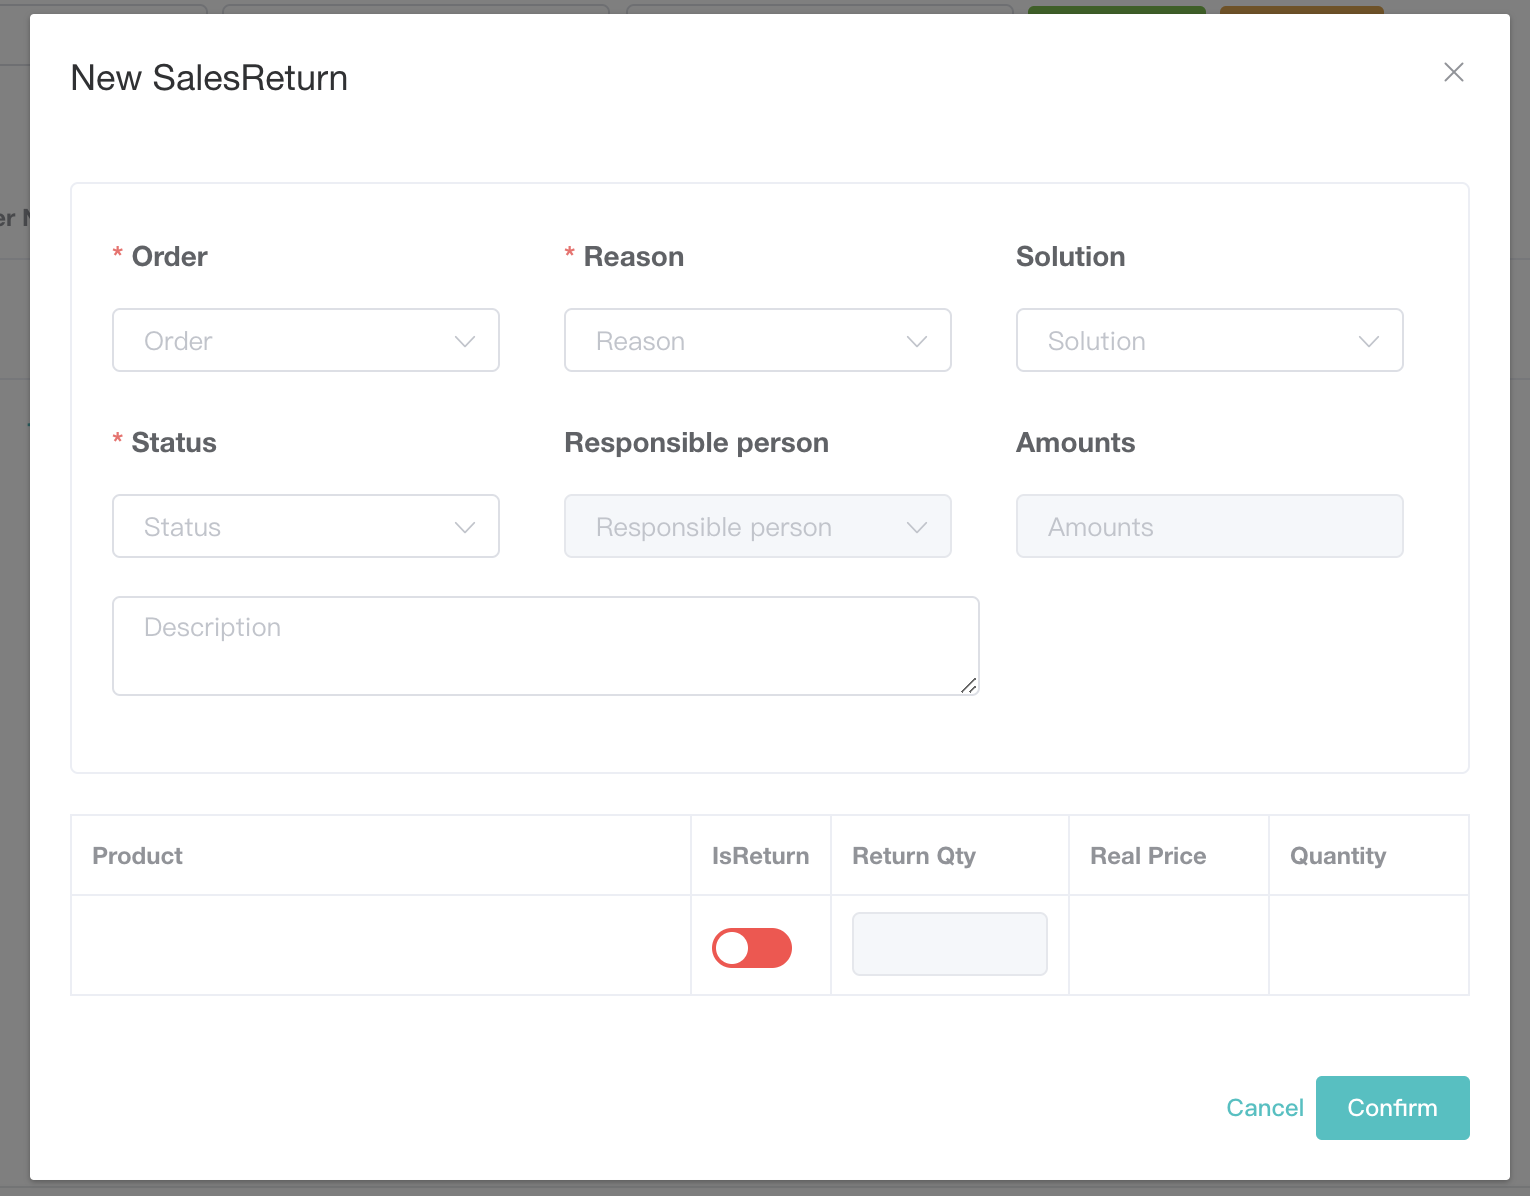 New SalesReturn
er
* Order
* Reason
Solution
Order
Reason
Solution
* Status
Responsible person
Amounts
Status
Responsible person
Amounts
Description
Product
IsReturn
Return Qty
Real Price
Quantity
Cancel
Confirm